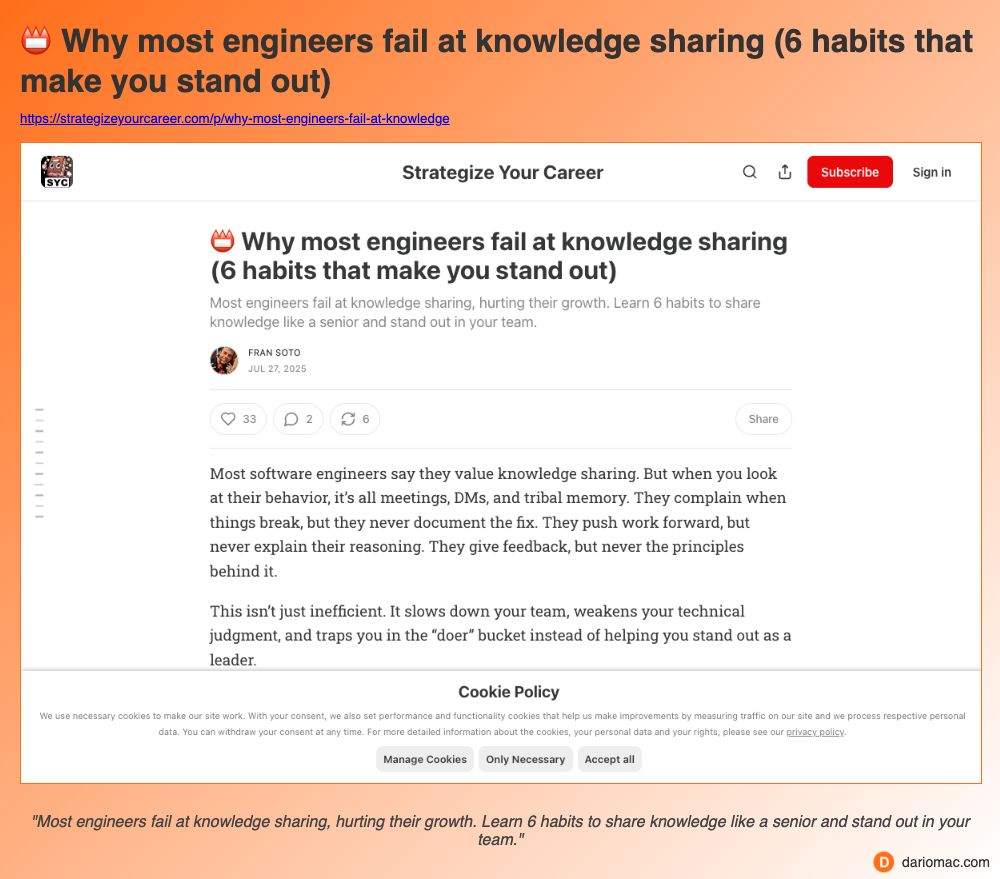 📛 Why most engineers fail at knowledge sharing (6 habits that
make you stand out)
https://strategizeyourcareer.com/p/why-most-engineers-fail-at-knowledge
SYC
Strategize Your Career
Subscribe
Sign in
📛 Why most engineers fail at knowledge sharing
(6 habits that make you stand out)
Most engineers fail at knowledge sharing, hurting their growth. Learn 6 habits to share
knowledge like a senior and stand out in your team.
FRAN SOTO
JUL 27, 2025
33
2
6
Share
Most software engineers say they value knowledge sharing. But when you look
at their behavior, it’s all meetings, DMs, and tribal memory. They complain when
things break, but they never document the fix. They push work forward, but
never explain their reasoning. They give feedback, but never the principles
behind it.
This isn’t just inefficient. It slows down your team, weakens your technical
judgment, and traps you in the “doer” bucket instead of helping you stand out as a
leader.
Cookie Policy
We use necessary cookies to make our site work. With your consent, we also set performance and functionality cookies that help us make improvements by measuring traffic on our site and we process respective personal
data. You can withdraw your consent at any time. For more detailed information about the cookies, your personal data and your rights, please see our privacy policy.
Manage Cookies
Only Necessary
Accept all
"Most engineers fail at knowledge sharing, hurting their growth. Learn 6 habits to share knowledge like a senior and stand out in your
team."
D
dariomac.com